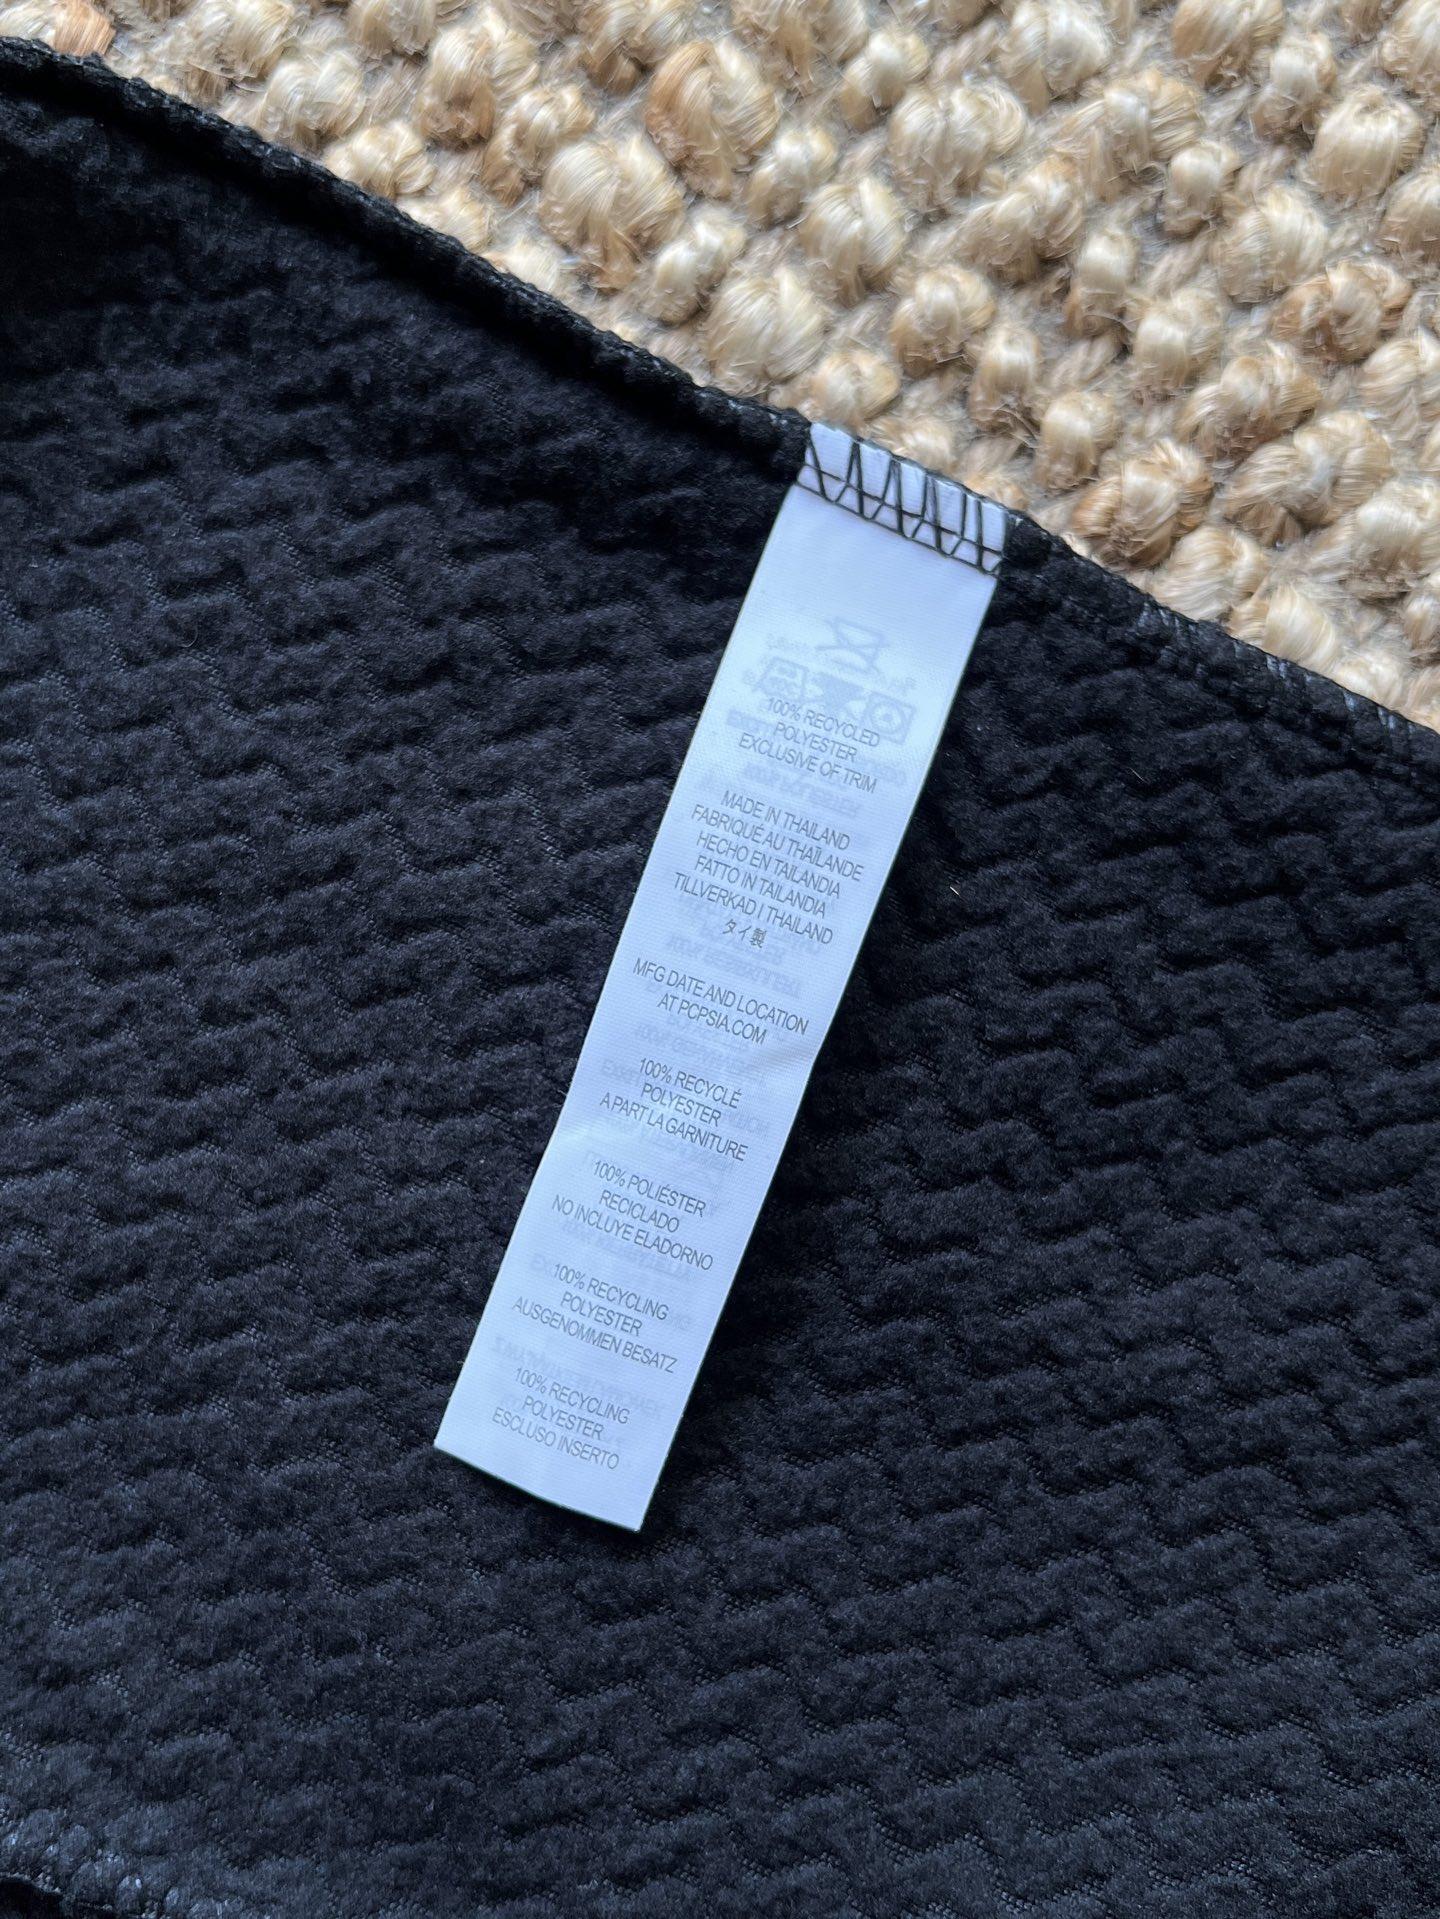 100% RECYCLED
POLYESTER
EXCLUSIVE OF TRIM
MADE IN THAILAND
FABRIQUÉ AU THAÏLANDE
HECHO EN TAILANDIA
FATTO IN TAILANDIA
TILLVERKAD I THAILAND
タイ製
MFG DATE AND LOCATION
AT PCPSIA.COM
100% RECYCLÉ
POLYESTER
A PART LA GARNITURE
100% POLIÉSTER
RECICLADO
NO INCLUYE ELADORNO
100% RECYCLING
POLYESTER
AUSGENOMMEN BESATZ
100% RECYCLING
POLYESTER
ESCLUSO INSERTO